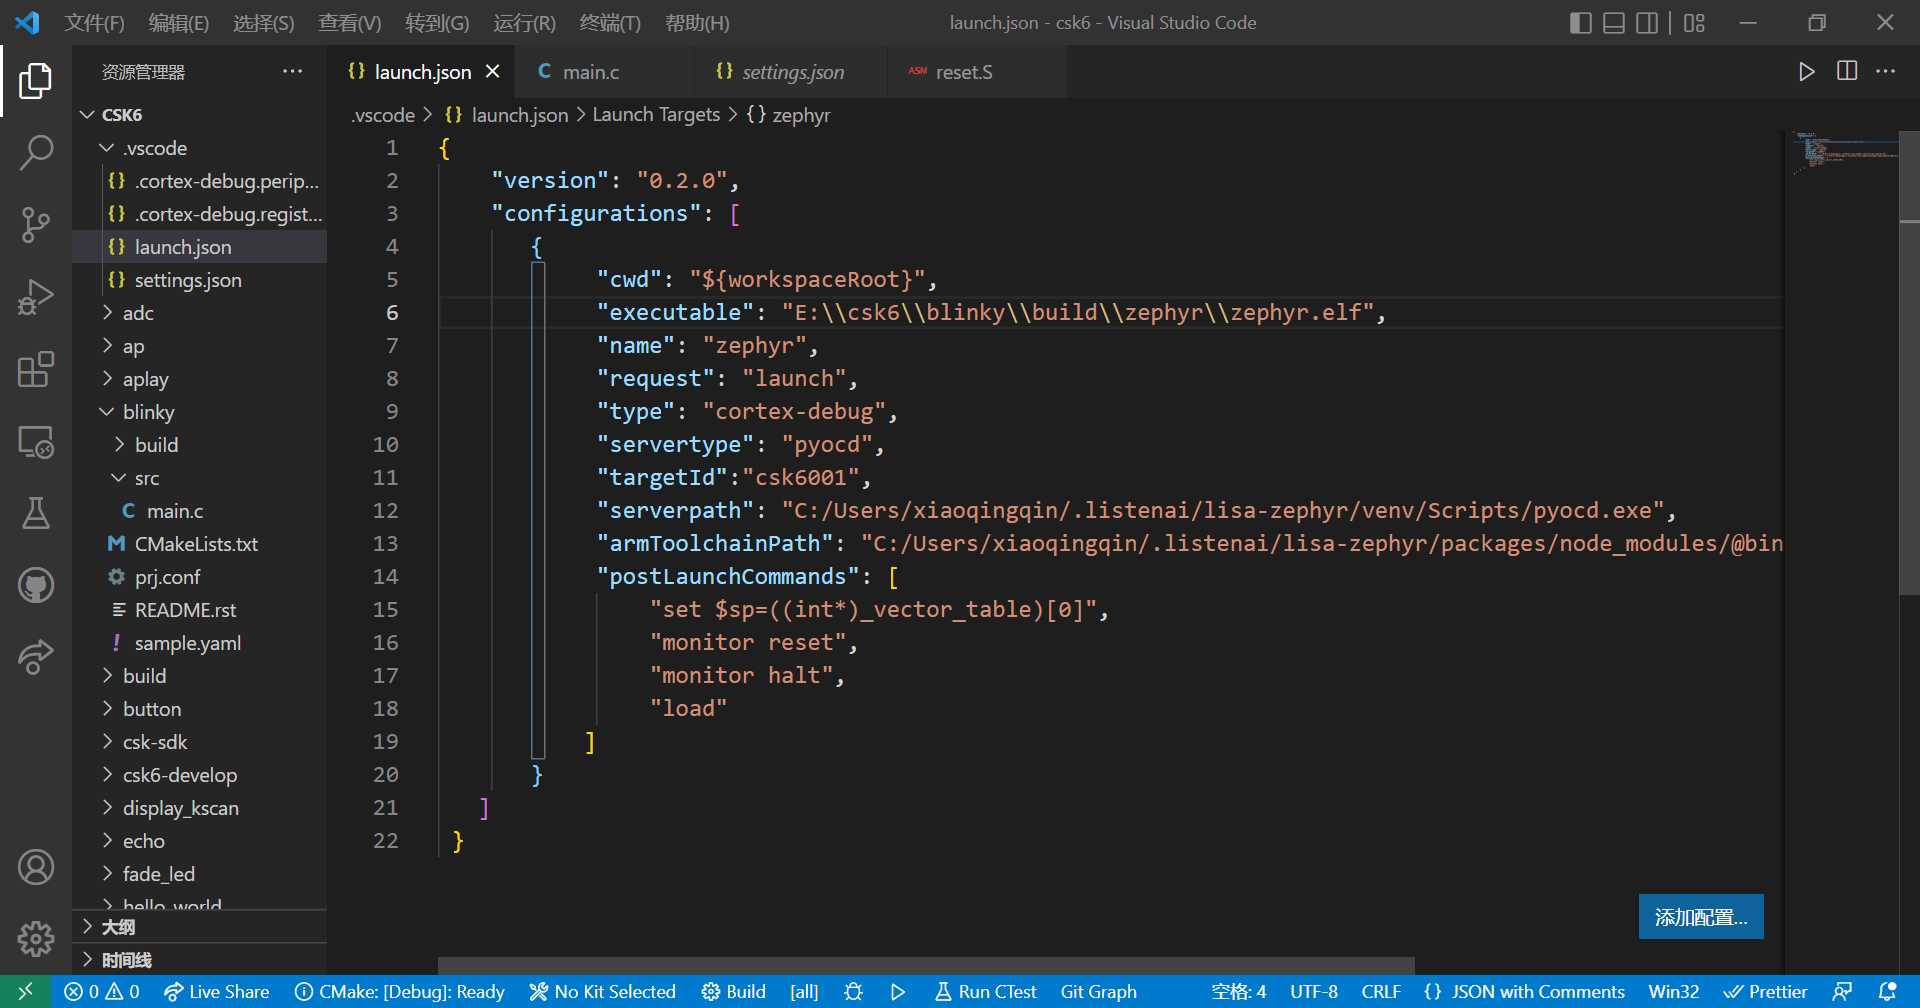 文件(F) 编辑(E) 选择(S) 查看(V) 转到(G) 运行(R) 终端(T) 帮助(H) launch.json - csk6 - Visual Studio Code
资源管理器 ···
CSK6
.vscode
.cortex-debug.perip...
.cortex-debug.regist...
launch.json
settings.json
adc
ap
aplay
blinky
build
src
C main.c
M CMakeLists.txt
prj.conf
README.rst
! sample.yaml
build
button
csk-sdk
csk6-develop
display_kscan
echo
fade_led
hello_world
大纲
时间线
{} launch.json C main.c {} settings.json ASM reset.S
.vscode > {} launch.json > Launch Targets > {} zephyr
1 {
2 "version": "0.2.0",
3 "configurations": [
4 {
5 "cwd": "${workspaceRoot}",
6 "executable": "E:\\csk6\\blinky\\build\\zephyr\\zephyr.elf",
7 "name": "zephyr",
8 "request": "launch",
9 "type": "cortex-debug",
10 "servertype": "pyocd",
11 "targetId":"csk6001",
12 "serverpath": "C:/Users/xiaoqingqin/.listenai/lisa-zephyr/venv/Scripts/pyocd.exe",
13 "armToolchainPath": "C:/Users/xiaoqingqin/.listenai/lisa-zephyr/packages/node_modules/@bin
14 "postLaunchCommands": [
15 "set $sp=((int*)_vector_table)[0]",
16 "monitor reset",
17 "monitor halt",
18 "load"
19 ]
20 }
21 ]
22 }
添加配置...
0 0 Live Share CMake: [Debug]: Ready No Kit Selected Build [all] Run CTest Git Graph 空格: 4 UTF-8 CRLF {} JSON with Comments Win32 Prettier